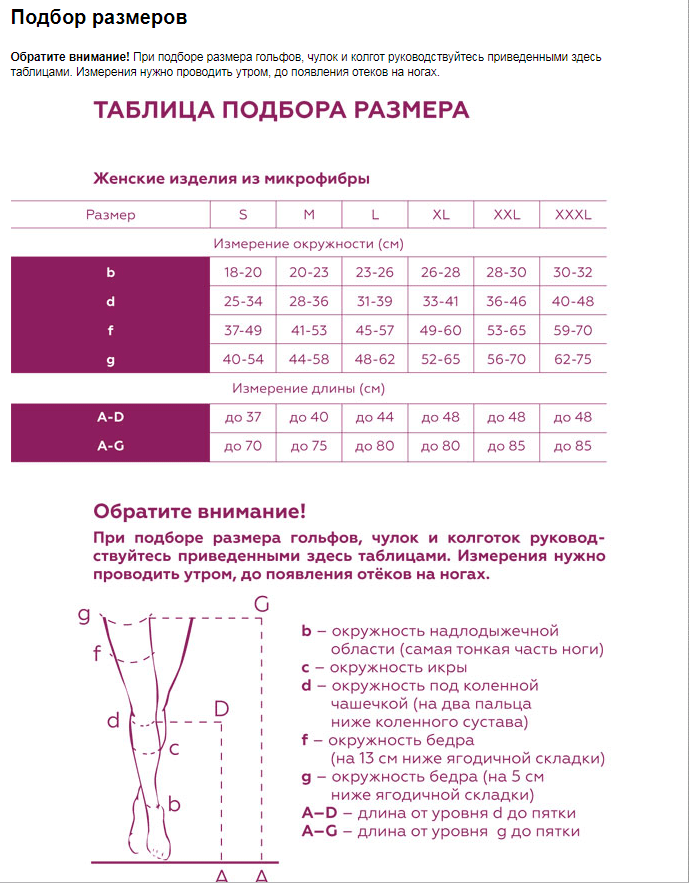 Подбор размеров
Обратите внимание! При подборе размера гольфов, чулок и колгот руководствуйтесь приведенными здесь
таблицами. Измерения нужно проводить утром, до появления отеков на ногах.
ТАБЛИЦА ПОДБОРА РАЗМЕРА
Женские изделия из микрофибры
Размер S M L XL XXL XXXL
Измерение окружности (см)
b 18-20 20-23 23-26 26-28 28-30 30-32
d 25-34 28-36 31-39 33-41 36-46 40-48
f 37-49 41-53 45-57 49-60 53-65 59-70
g 40-54 44-58 48-62 52-65 56-70 62-75
Измерение длины (см)
A-D до 37 до 40 до 44 до 48 до 48 до 48
A-G до 70 до 75 до 80 до 80 до 85 до 85
Обратите внимание!
При подборе размера гольфов, чулок и колготок руковод-
ствуйтесь приведенными здесь таблицами. Измерения нужно
проводить утром, до появления отёков на ногах.
g G
f
d D
c
b
A A
b – окружность надлодыжечной
области (самая тонкая часть ноги)
c – окружность икры
d – окружность под коленной
чашечкой (на два пальца
ниже коленного сустава)
f – окружность бедра
(на 13 см ниже ягодичной складки)
g – окружность бедра (на 5 см
ниже ягодичной складки)
A–D – длина от уровня d до пятки
A–G – длина от уровня g до пятки